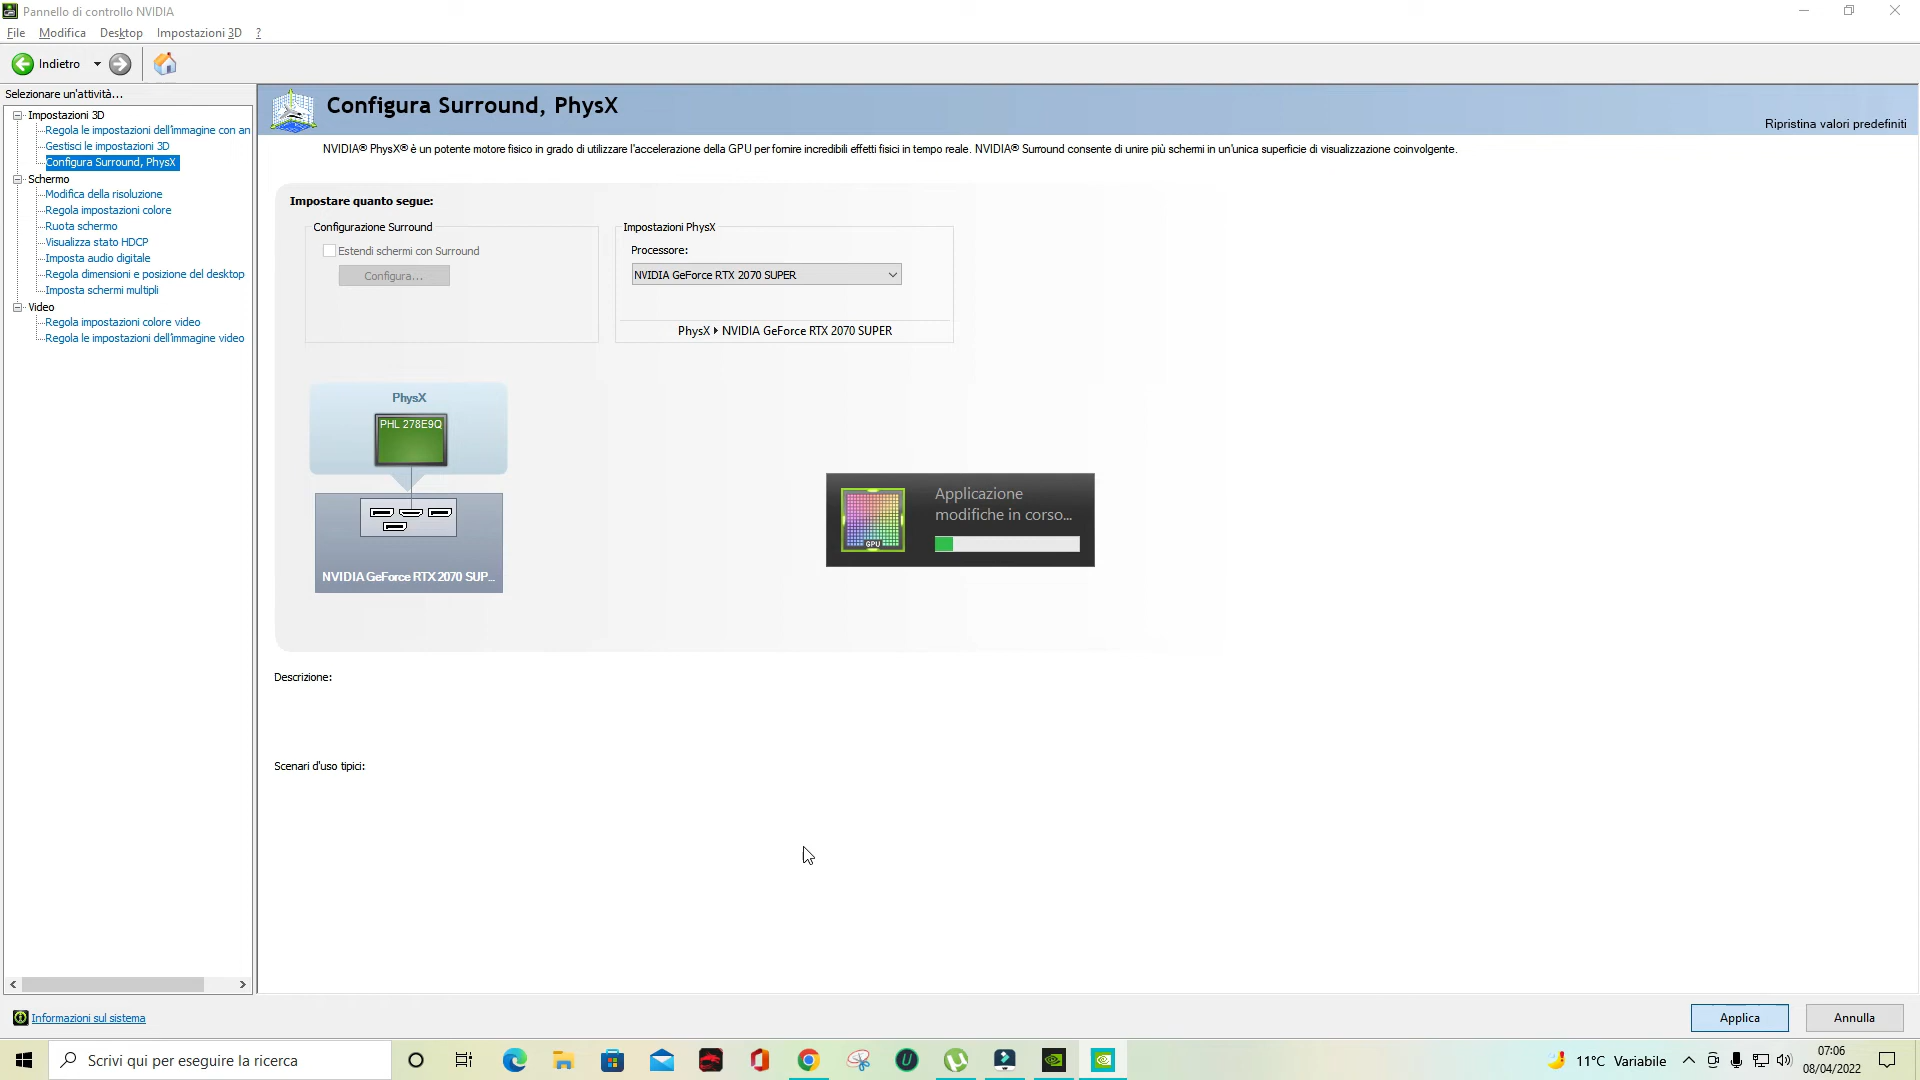 Pannello di controllo NVIDIA
File Modifica Desktop Impostazioni 3D ?
Indietro
Selezionare un'attività...
Impostazioni 3D
Regola le impostazioni dell'immagine con an
Gestisci le impostazioni 3D
Configura Surround, PhysX
Schermo
Modifica della risoluzione
Regola impostazioni colore
Ruota schermo
Visualizza stato HDCP
Imposta audio digitale
Regola dimensioni e posizione del desktop
Imposta schermi multipli
Video
Regola impostazioni colore video
Regola le impostazioni dell'immagine video
Configura Surround, PhysX
Ripristina valori predefiniti
NVIDIA® PhysX® è un potente motore fisico in grado di utilizzare l'accelerazione della GPU per fornire incredibili effetti fisici in tempo reale. NVIDIA® Surround consente di unire più schermi in un'unica superficie di visualizzazione coinvolgente.
Impostare quanto segue:
Configurazione Surround
Estendi schermi con Surround
Configura...
Impostazioni PhysX
Processore:
NVIDIA GeForce RTX 2070 SUPER
PhysX NVIDIA GeForce RTX 2070 SUPER
PhysX
PHL 278E9Q
NVIDIA GeForce RTX 2070 SUP...
Applicazione
modifiche in corso...
GPU
Descrizione:
Scenari d'uso tipici:
Informazioni sul sistema
Applica
Annulla
Scrivi qui per eseguire la ricerca
11°C Variabile
07:06
08/04/2022